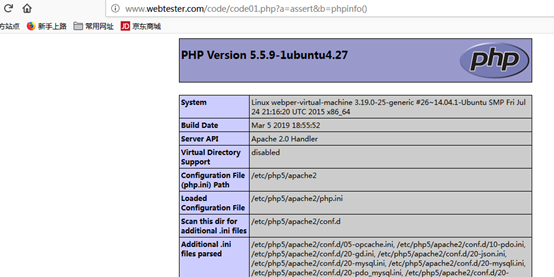 www.webtester.com/code/code01.php?a=assert&b=phpinfo()
方站点 新手上路 常用网址 JD 京东商城
PHP Version 5.5.9-1ubuntu4.27
php
System Linux webper-virtual-machine 3.19.0-25-generic #26~14.04.1-Ubuntu SMP Fri Jul
24 21:16:20 UTC 2015 x86_64
Build Date Mar 5 2019 18:55:52
Server API Apache 2.0 Handler
Virtual Directory disabled
Support
Configuration File /etc/php5/apache2
(php.ini) Path
Loaded /etc/php5/apache2/php.ini
Configuration File
Scan this dir for /etc/php5/apache2/conf.d
additional .ini files
Additional .ini /etc/php5/apache2/conf.d/05-opcache.ini, /etc/php5/apache2/conf.d/10-pdo.ini,
files parsed /etc/php5/apache2/conf.d/20-gd.ini, /etc/php5/apache2/conf.d/20-json.ini,
/etc/php5/apache2/conf.d/20-mysql.ini, /etc/php5/apache2/conf.d/20-mysqli.ini,
/etc/php5/apache2/conf.d/20-pdo_mysql.ini, /etc/php5/apache2/conf.d/20-